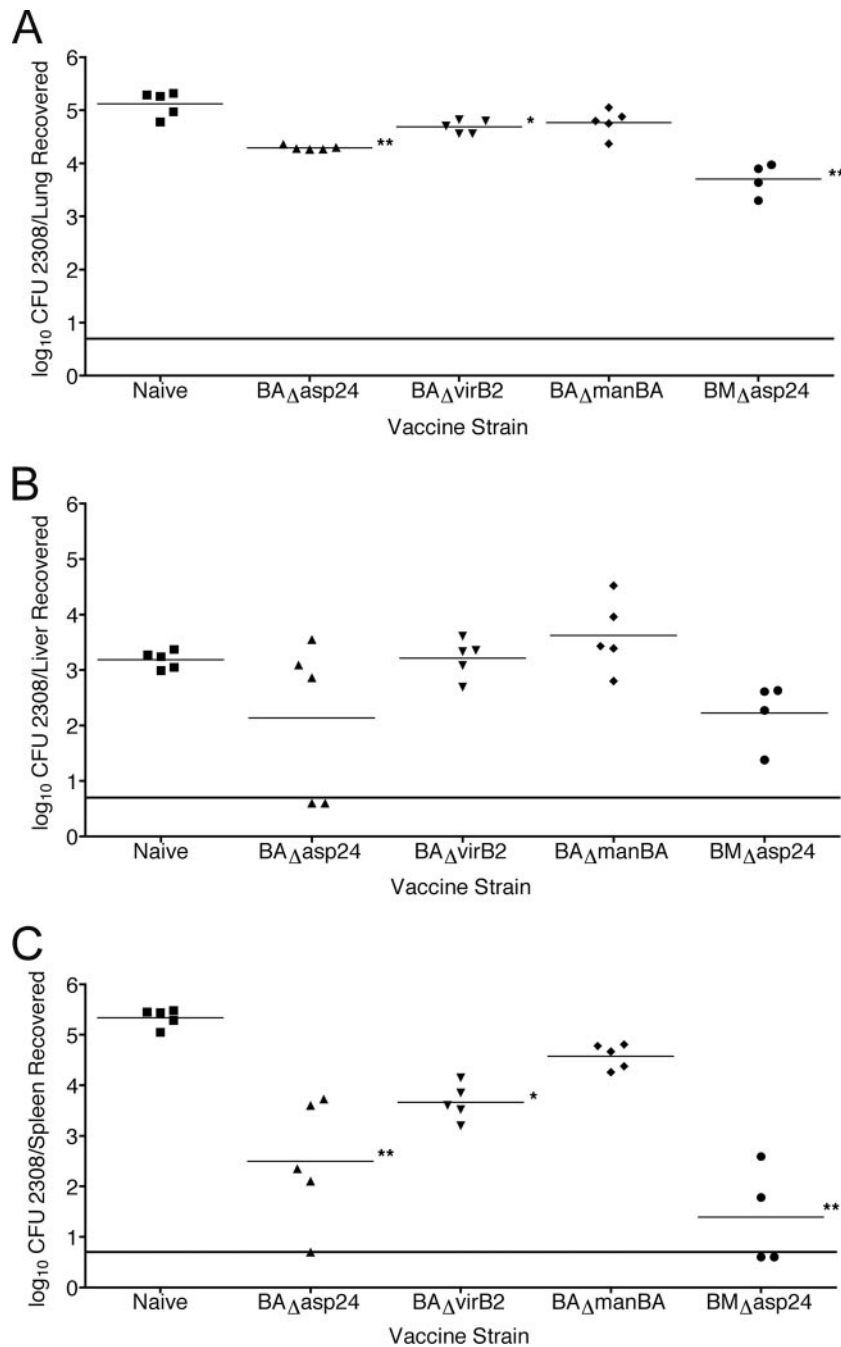 A
log10 CFU 2308/Lung Recovered
6
5
4
3
2
1
0
**
*
**
Naive BAΔasp24 BAΔvirB2 BAΔmanBA BMΔasp24
Vaccine Strain
B
log10 CFU 2308/Liver Recovered
6
5
4
3
2
1
0
Naive BAΔasp24 BAΔvirB2 BAΔmanBA BMΔasp24
Vaccine Strain
C
log10 CFU 2308/Spleen Recovered
6
5
4
3
2
1
0
**
*
**
Naive BAΔasp24 BAΔvirB2 BAΔmanBA BMΔasp24
Vaccine Strain